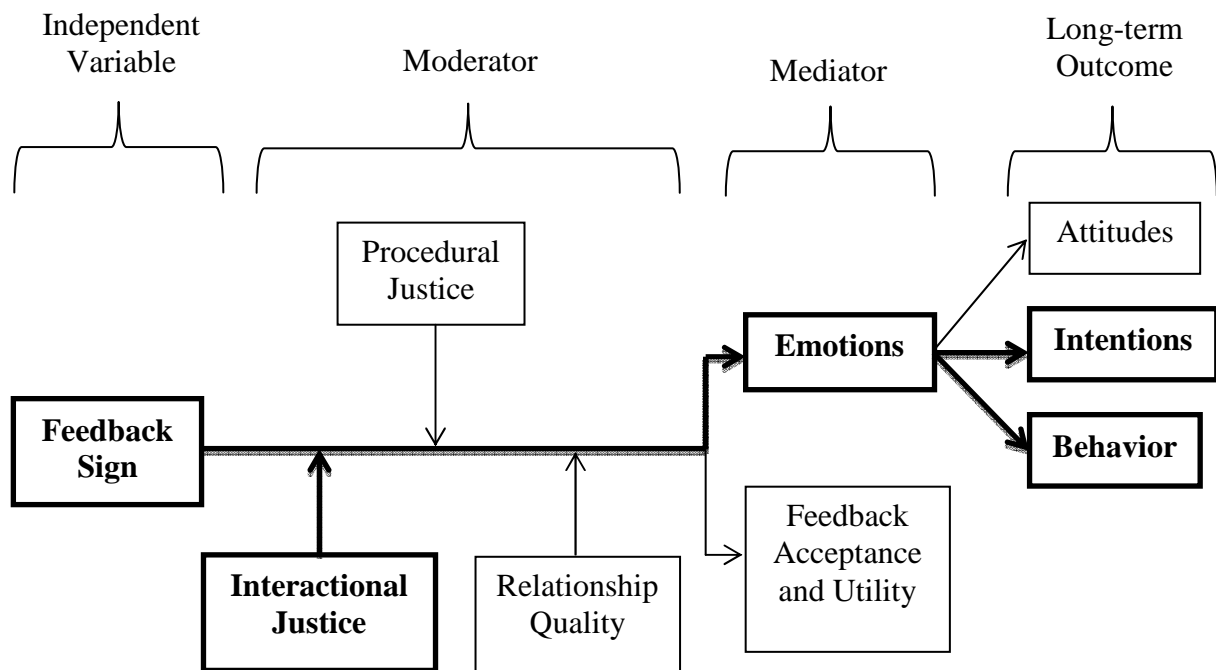 Independent
Variable
Moderator
Mediator
Long-term
Outcome
Procedural
Justice
Attitudes
Emotions
Intentions
Feedback
Sign
Behavior
Interactional
Justice
Relationship
Quality
Feedback
Acceptance
and Utility